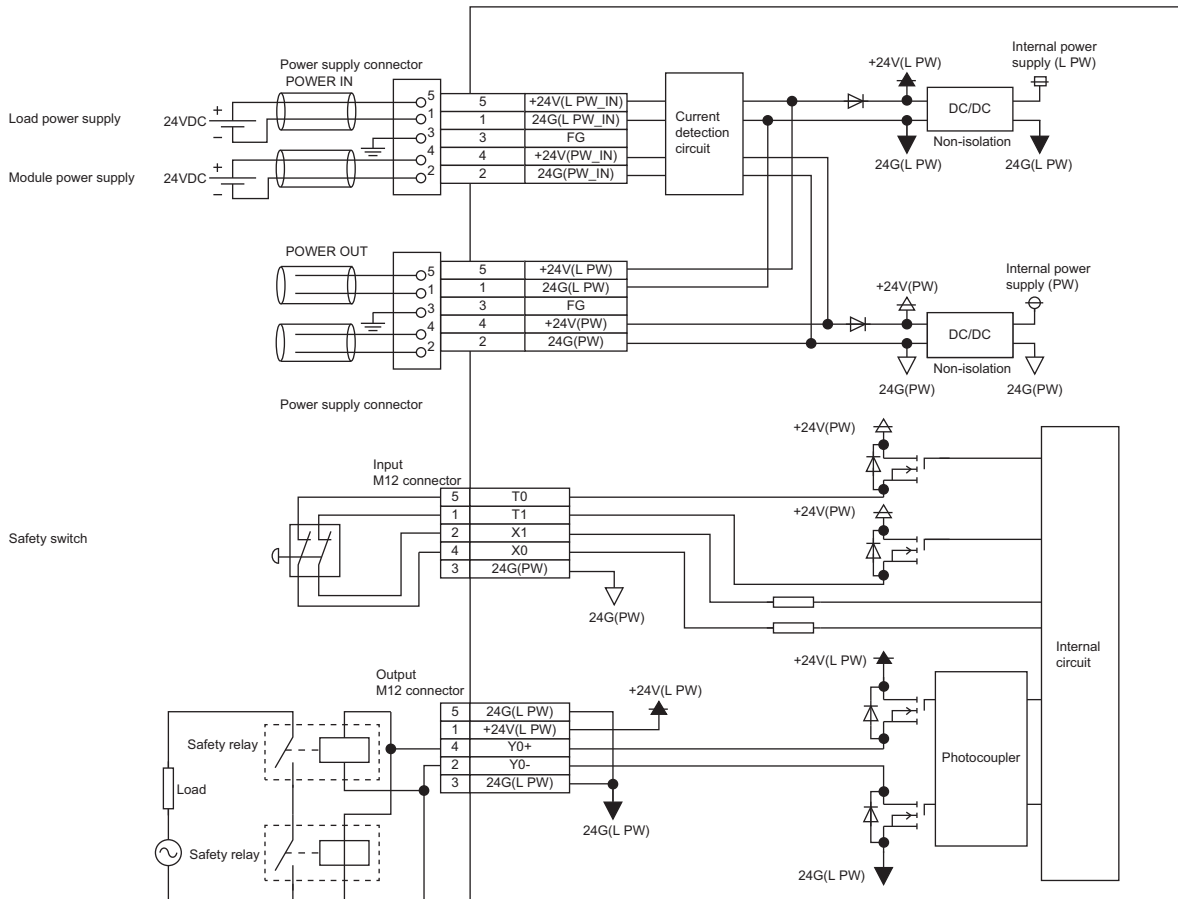 Power supply connector
POWER IN
Load power supply
24VDC
+
−
Module power supply
24VDC
+
−
5
1
3
4
2
5 +24V(L PW_IN)
1 24G(L PW_IN)
3 FG
4 +24V(PW_IN)
2 24G(PW_IN)
Current
detection
circuit
+24V(L PW)
Internal power
supply (L PW)
DC/DC
Non-isolation
24G(L PW)
24G(L PW)
POWER OUT
5
1
3
4
2
5 +24V(L PW)
1 24G(L PW)
3 FG
4 +24V(PW)
2 24G(PW)
Power supply connector
+24V(PW)
Internal power
supply (PW)
DC/DC
Non-isolation
24G(PW)
24G(PW)
Safety switch
Input
M12 connector
5 T0
1 T1
2 X1
4 X0
3 24G(PW)
24G(PW)
+24V(PW)
+24V(PW)
Internal
circuit
Output
M12 connector
5 24G(L PW)
1 +24V(L PW)
4 Y0+
2 Y0-
3 24G(L PW)
+24V(L PW)
24G(L PW)
+24V(L PW)
Photocoupler
24G(L PW)
Safety relay
Load
Safety relay